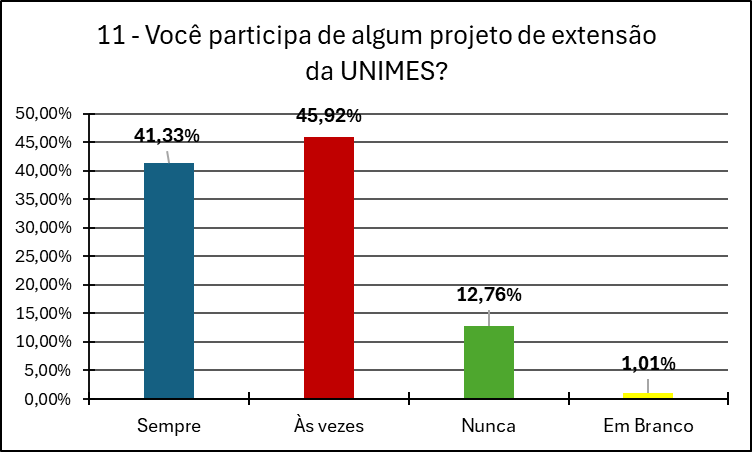 11 - Você participa de algum projeto de extensão
da UNIMES?
50,00%
45,00%
40,00%
35,00%
30,00%
25,00%
20,00%
15,00%
10,00%
5,00%
0,00%
41,33%
45,92%
12,76%
1,01%
Sempre
Às vezes
Nunca
Em Branco